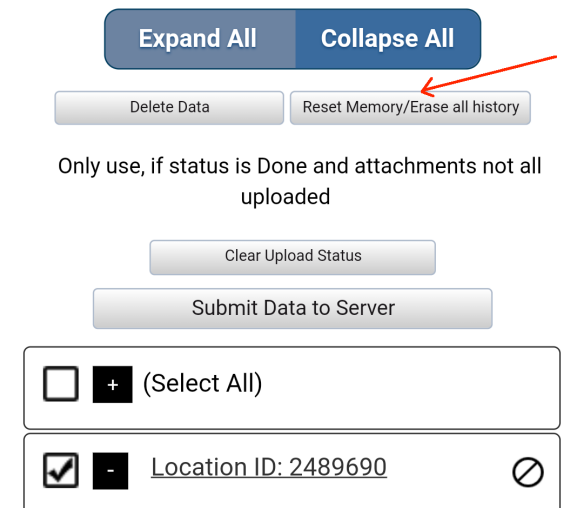 Expand All Collapse All
Delete Data Reset Memory/Erase all history
Only use, if status is Done and attachments not all
uploaded
Clear Upload Status
Submit Data to Server
+ (Select All)
- Location ID: 2489690